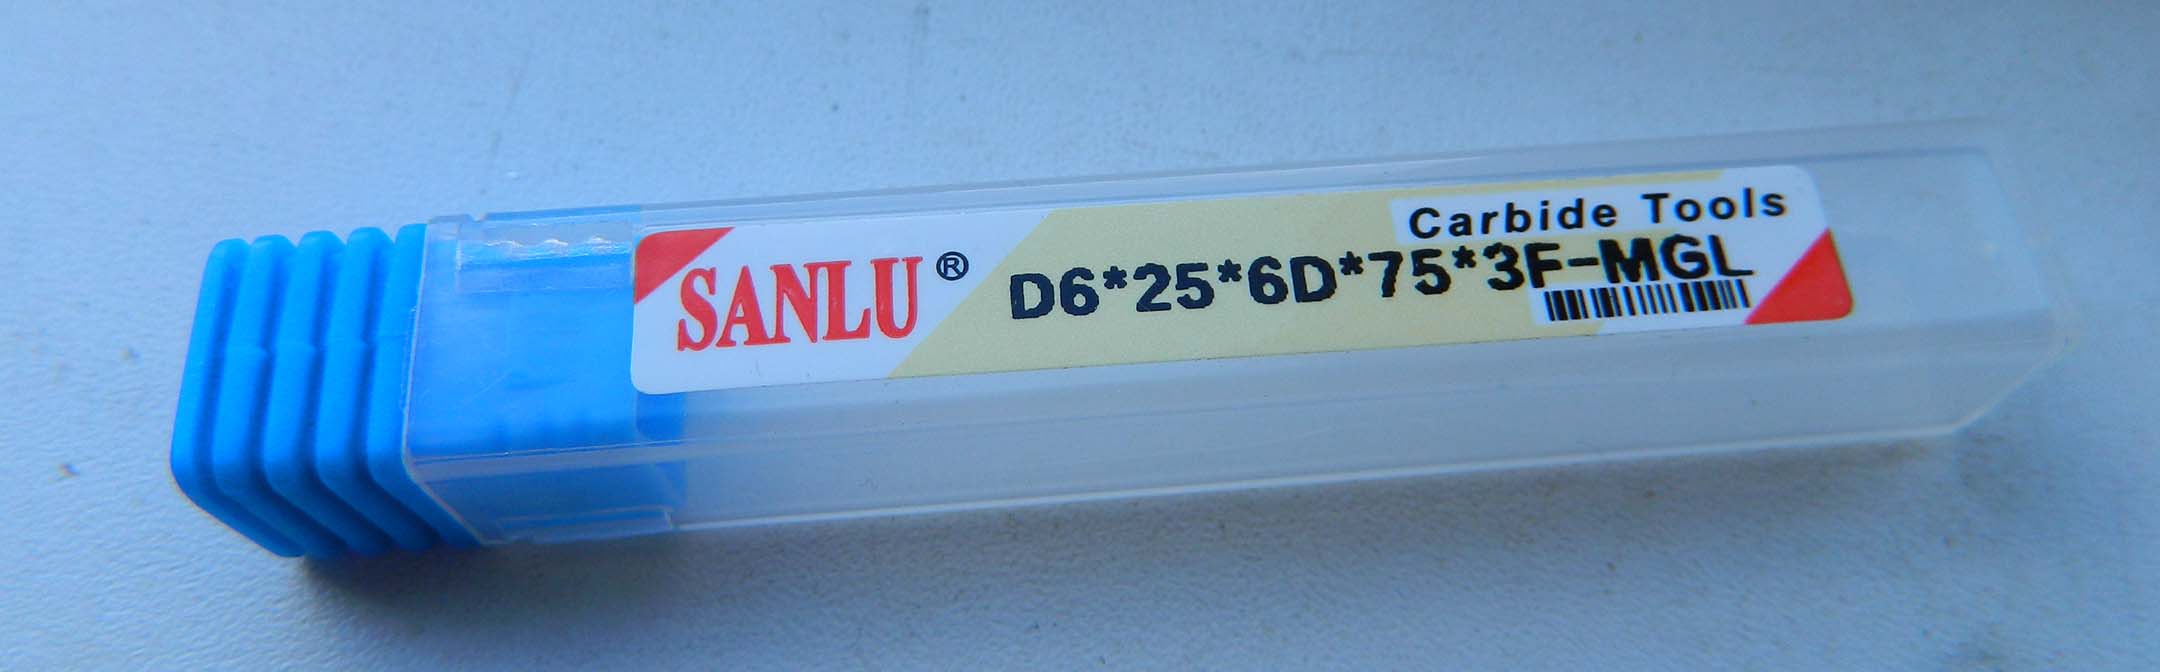 Carbide Tools
SANLU®
D6*25*6D*75*3F-MGL